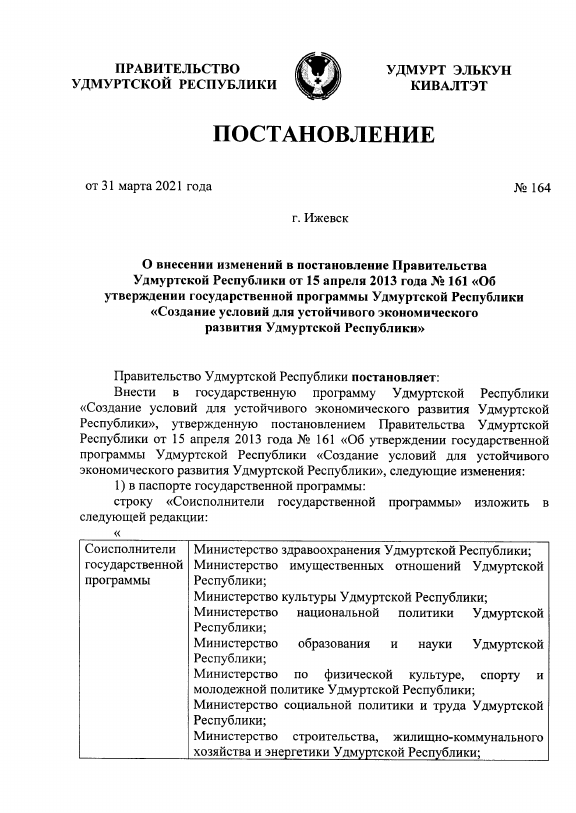 ПРАВИТЕЛЬСТВО
УДМУРТСКОЙ РЕСПУБЛИКИ
УДМУРТ ЭЛЬКУН
КИВАЛТЭТ
ПОСТАНОВЛЕНИЕ
от 31 марта 2021 года
№ 164
г. Ижевск
О внесении изменений в постановление Правительства
Удмуртской Республики от 15 апреля 2013 года № 161 «Об
утверждении государственной программы Удмуртской Республики
«Создание условий для устойчивого экономического
развития Удмуртской Республики»
Правительство Удмуртской Республики постановляет:
Внести в государственную программу Удмуртской Республики
«Создание условий для устойчивого экономического развития Удмуртской
Республики», утвержденную постановлением Правительства Удмуртской
Республики от 15 апреля 2013 года № 161 «Об утверждении государственной
программы Удмуртской Республики «Создание условий для устойчивого
экономического развития Удмуртской Республики», следующие изменения:
1) в паспорте государственной программы:
строку «Соисполнители государственной программы» изложить в
следующей редакции:
«
Соисполнители
государственной
программы
Министерство здравоохранения Удмуртской Республики;
Министерство имущественных отношений Удмуртской
Республики;
Министерство культуры Удмуртской Республики;
Министерство национальной политики Удмуртской
Республики;
Министерство образования и науки Удмуртской
Республики;
Министерство по физической культуре, спорту и
молодежной политике Удмуртской Республики;
Министерство социальной политики и труда Удмуртской
Республики;
Министерство строительства, жилищно-коммунального
хозяйства и энергетики Удмуртской Республики;